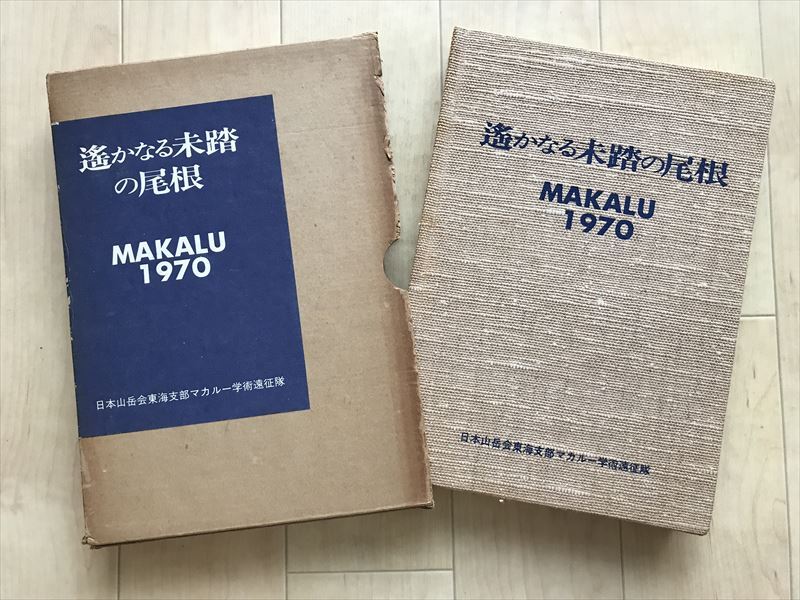 遙かなる未踏
の尾根
MAKALU
1970
日本山岳会東海支部マカルー学術遠征隊
遙かなる未踏の尾根
MAKALU
1970
日本山岳会東海支部マカルー学術遠征隊